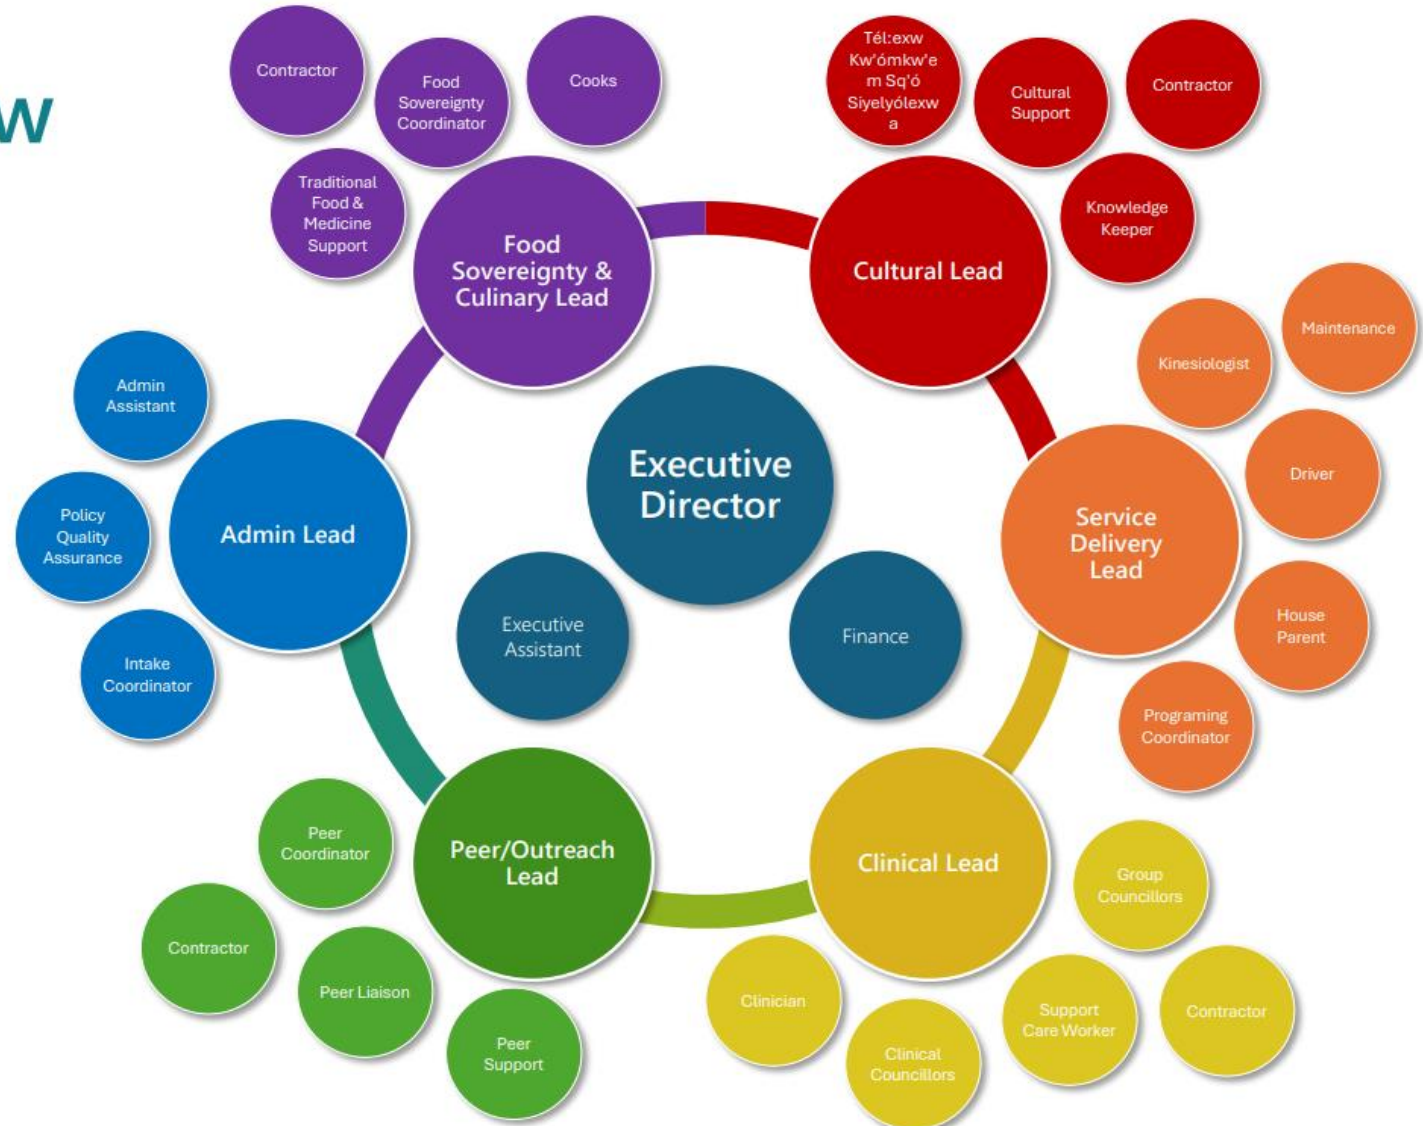 w
Contractor
Food
Sovereignty
Coordinator
Cooks
Traditional
Food &
Medicine
Support
Food
Sovereignty &
Culinary Lead
Tél:exw
Kw'ómkw'e
m Sq'ó
Siyelyólexw
a
Cultural
Support
Contractor
Knowledge
Keeper
Cultural Lead
Kinesiologist
Maintenance
Driver
House
Parent
Programing
Coordinator
Service
Delivery
Lead
Executive
Director
Executive
Assistant
Finance
Admin
Assistant
Policy
Quality
Assurance
Intake
Coordinator
Admin Lead
Peer/Outreach
Lead
Peer
Coordinator
Contractor
Peer Liaison
Peer
Support
Clinical Lead
Group
Councillors
Clinician
Clinical
Councillors
Support
Care Worker
Contractor